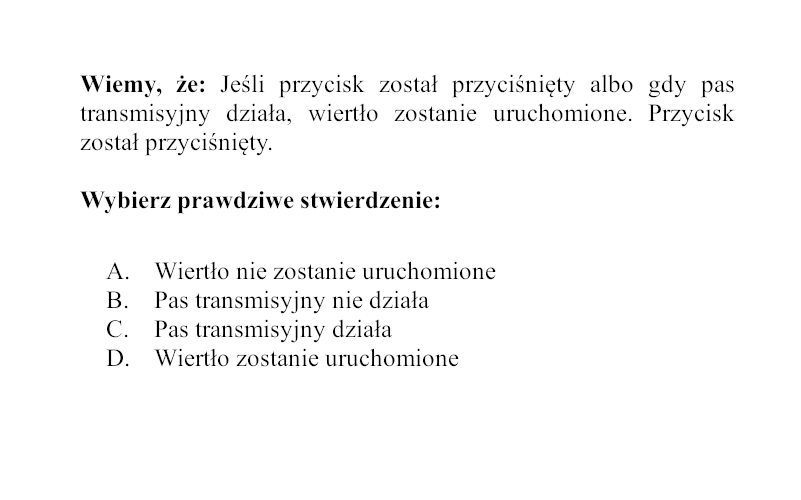 Wiemy, że: Jeśli przycisk został przyciśnięty albo gdy pas
transmisyjny działa, wiertło zostanie uruchomione. Przycisk
został przyciśnięty.
Wybierz prawdziwe stwierdzenie:
A. Wiertło nie zostanie uruchomione
B. Pas transmisyjny nie działa
C. Pas transmisyjny działa
D. Wiertło zostanie uruchomione